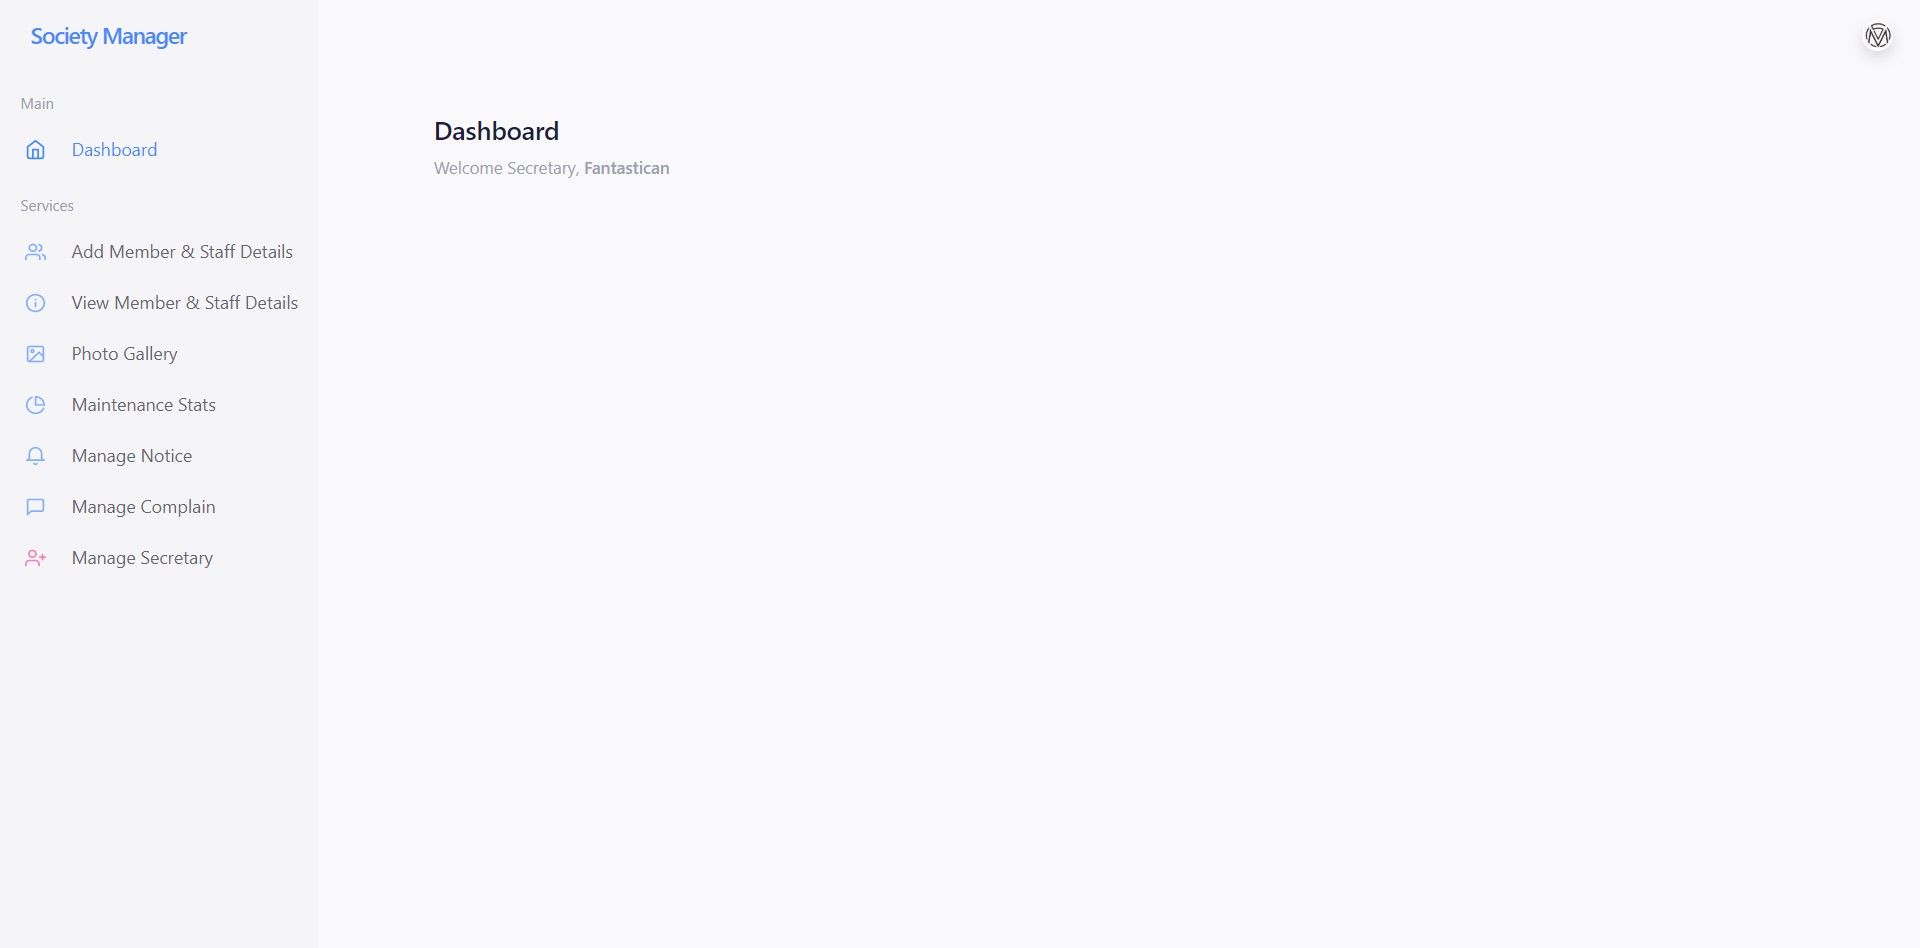 Society Manager
Main
Dashboard
Services
Add Member & Staff Details
View Member & Staff Details
Photo Gallery
Maintenance Stats
Manage Notice
Manage Complain
Manage Secretary
Dashboard
Welcome Secretary, Fantastican